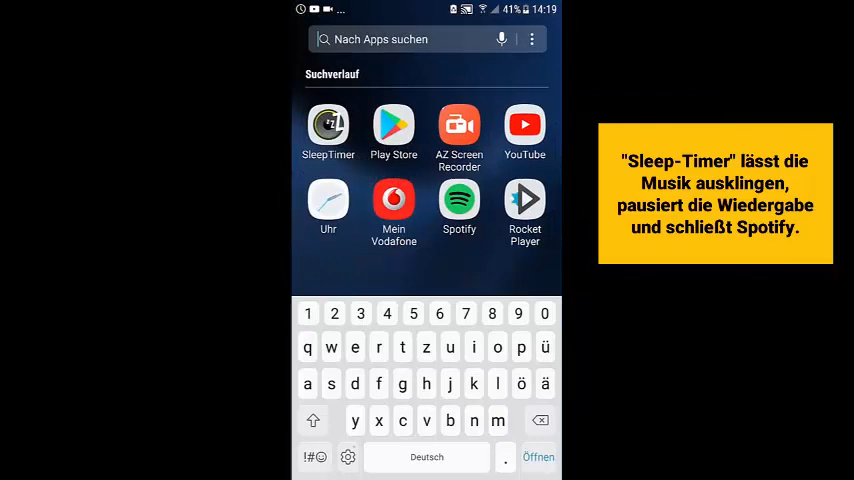 ... 41% 14:19
Nach Apps suchen
Suchverlauf
SleepTimer Play Store AZ Screen Recorder YouTube
Uhr Mein Vodafone Spotify Rocket Player
"Sleep-Timer" lässt die
Musik ausklingen,
pausiert die Wiedergabe
und schließt Spotify.
1 2 3 4 5 6 7 8 9 0
q w e r t z u i o p ü
a s d f g h j k l ö ä
y x c v b n m
!#☺ Deutsch . Öffnen